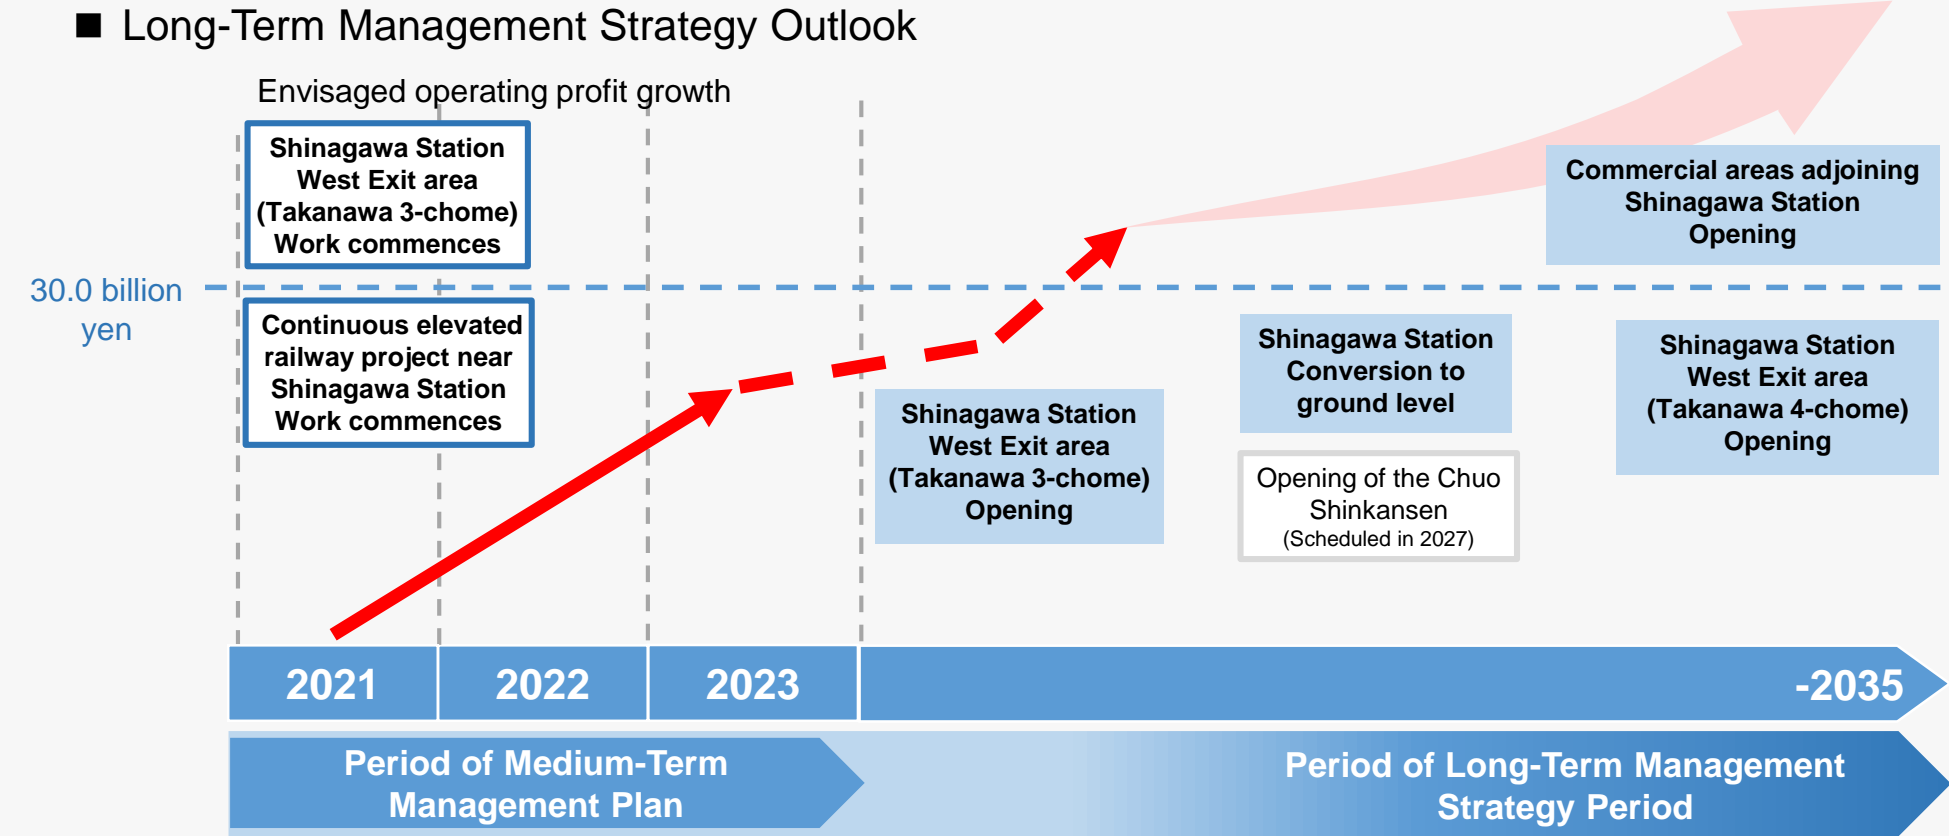 ■ Long-Term Management Strategy Outlook
Envisaged operating profit growth
Shinagawa Station
West Exit area
(Takanawa 3-chome)
Work commences
30.0 billion
yen
Continuous elevated
railway project near
Shinagawa Station
Work commences
Shinagawa Station
West Exit area
(Takanawa 3-chome)
Opening
Shinagawa Station
Conversion to
ground level
Opening of the Chuo
Shinkansen
(Scheduled in 2027)
Commercial areas adjoining
Shinagawa Station
Opening
Shinagawa Station
West Exit area
(Takanawa 4-chome)
Opening
2021
2022
2023
-2035
Period of Medium-Term
Management Plan
Period of Long-Term Management
Strategy Period